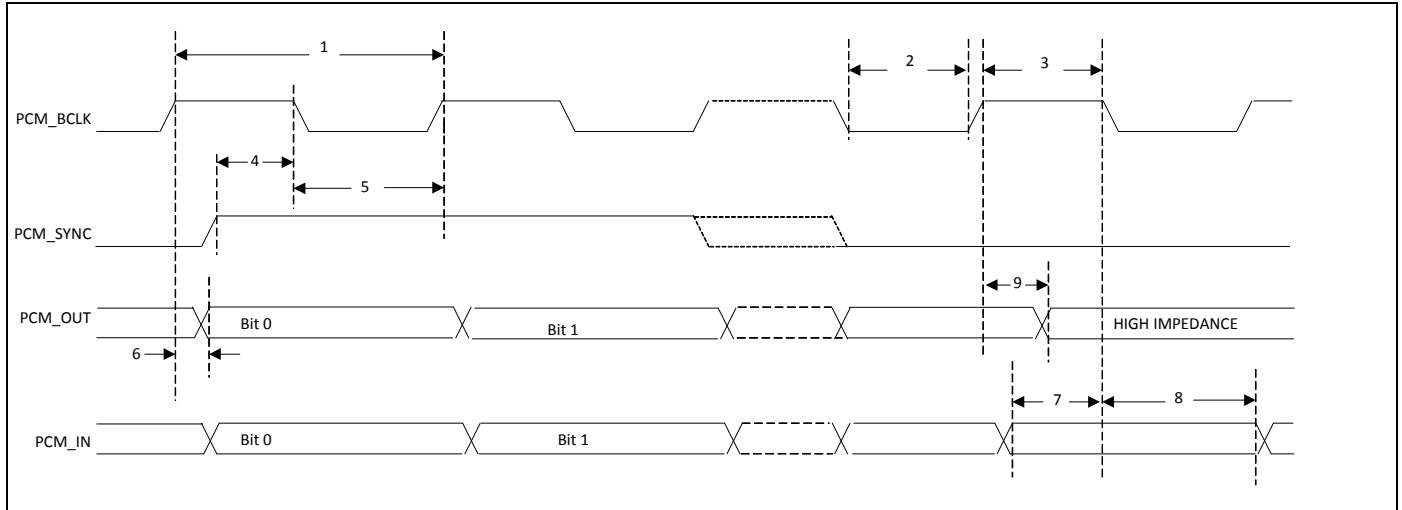 1
2
3
PCM_BCLK
4
5
PCM_SYNC
9
PCM_OUT
Bit 0
Bit 1
HIGH IMPEDANCE
6
7
8
PCM_IN
Bit 0
Bit 1